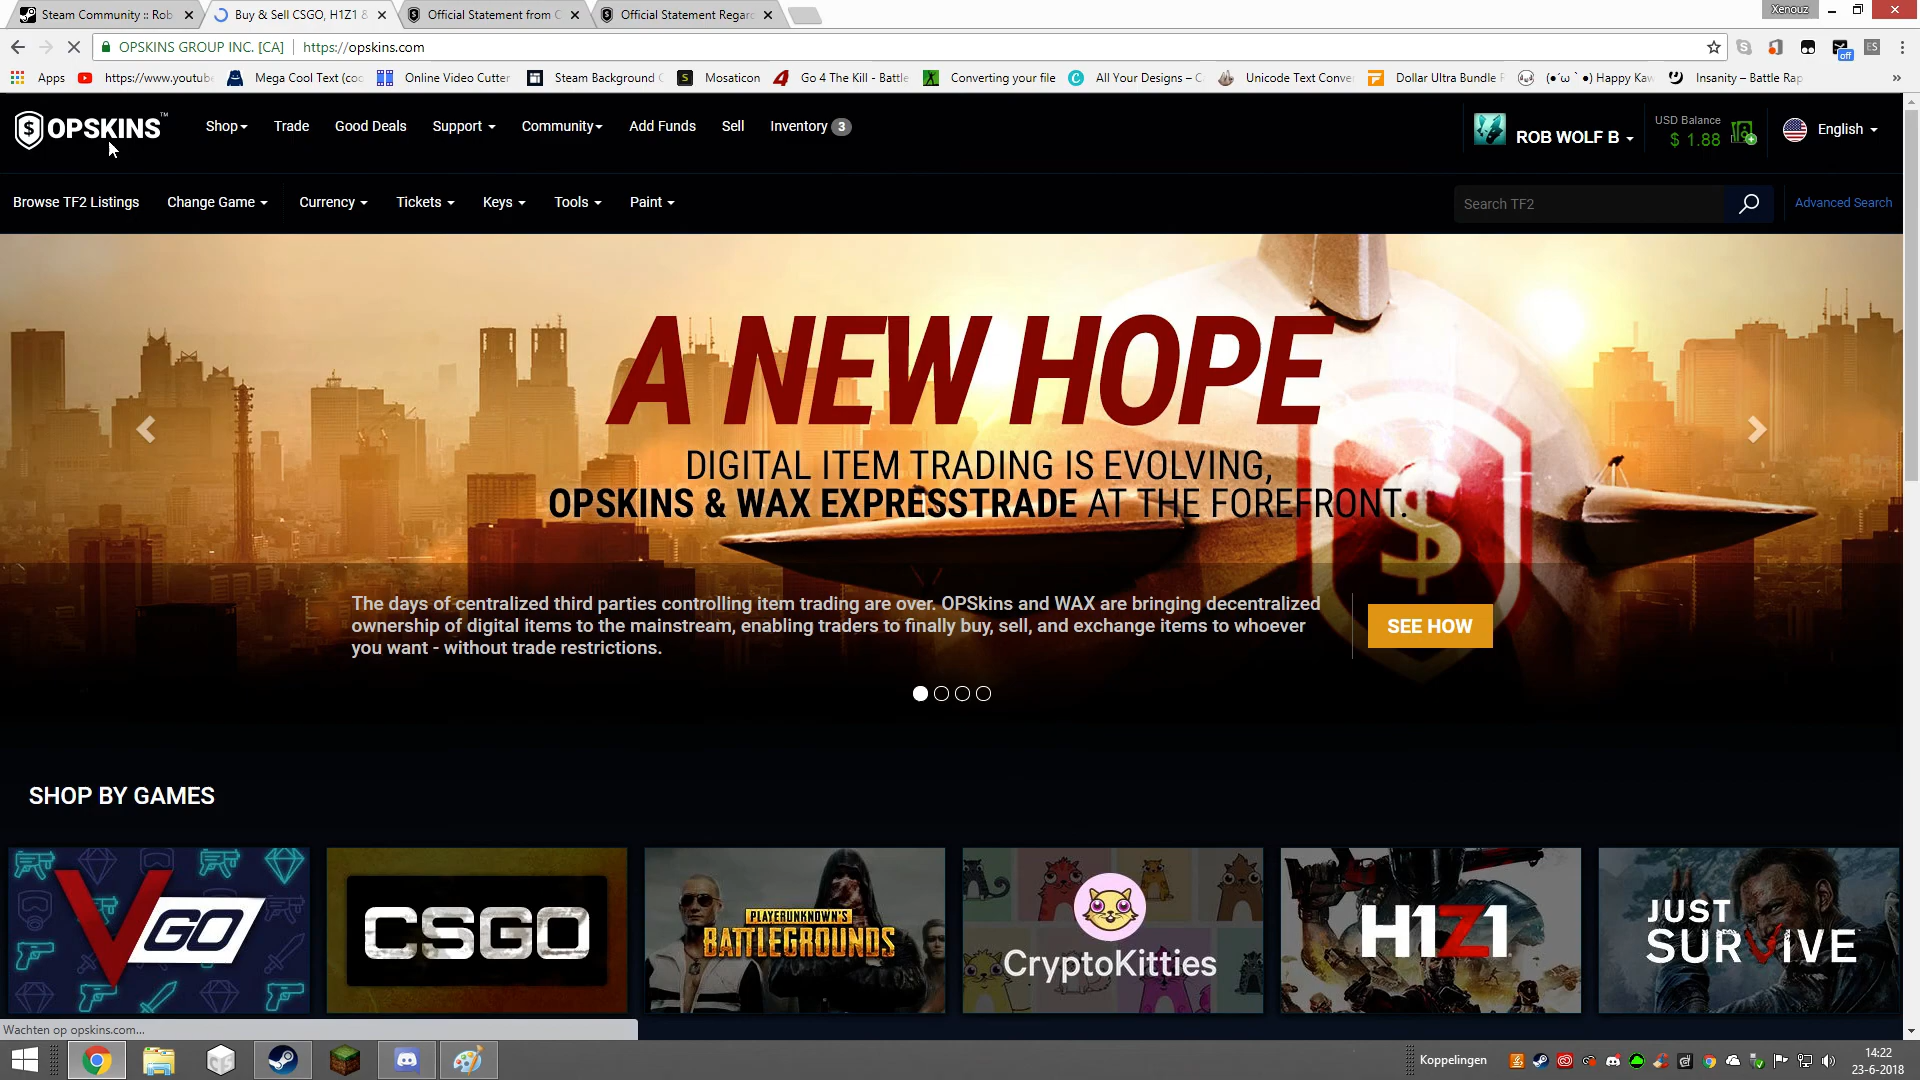 Steam Community :: Rob
Buy & Sell CSGO, H1Z1 &
Official Statement from
Official Statement Regar
Xenouz
OPSKINS GROUP INC. [CA]
https://opskins.com
ES
off
Apps
https://www.youtube
Mega Cool Text (coo
Online Video Cutter
Steam Background
Mosaticon
Go 4 The Kill - Battle
Converting your file
All Your Designs – C
Unicode Text Conve
Dollar Ultra Bundle
(●´ω`●) Happy Kaw
Insanity – Battle Rap
»
OPSKINS™
Shop
Trade
Good Deals
Support
Community
Add Funds
Sell
Inventory 3
ROB WOLF B
USD Balance
$ 1.88
English
Browse TF2 Listings
Change Game
Currency
Tickets
Keys
Tools
Paint
Search TF2
Advanced Search
A NEW HOPE
DIGITAL ITEM TRADING IS EVOLVING,
OPSKINS & WAX EXPRESSTRADE AT THE FOREFRONT.
The days of centralized third parties controlling item trading are over. OPSkins and WAX are bringing decentralized
ownership of digital items to the mainstream, enabling traders to finally buy, sell, and exchange items to whoever
you want - without trade restrictions.
SEE HOW
SHOP BY GAMES
VGO
CSGO
PLAYERUNKNOWN'S
BATTLEGROUNDS
CryptoKitties
H1Z1
JUST
SURVIVE
Wachten op opskins.com...
Koppelingen
14:22
23-6-2018